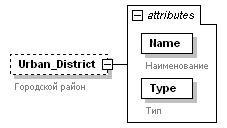 attributes
Name
Наименование
Urban_District
Городской район
Type
Тип